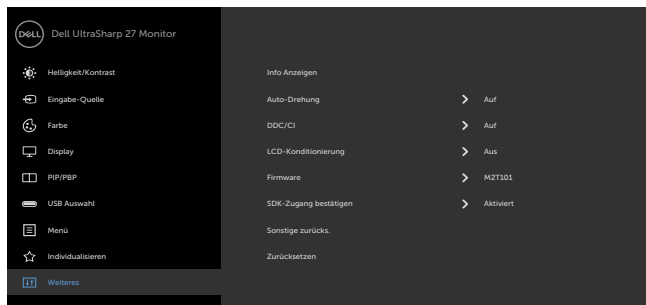 DELL Dell UltraSharp 27 Monitor
Helligkeit/Kontrast Info Anzeigen
Eingabe-Quelle Auto-Drehung Auf
Farbe DDC/CI Auf
Display LCD-Konditionierung Aus
PIP/PBP Firmware M2T101
USB Auswahl SDK-Zugang bestätigen Aktiviert
Menü Sonstige zurücks.
Individualisieren Zurücksetzen
Weiteres